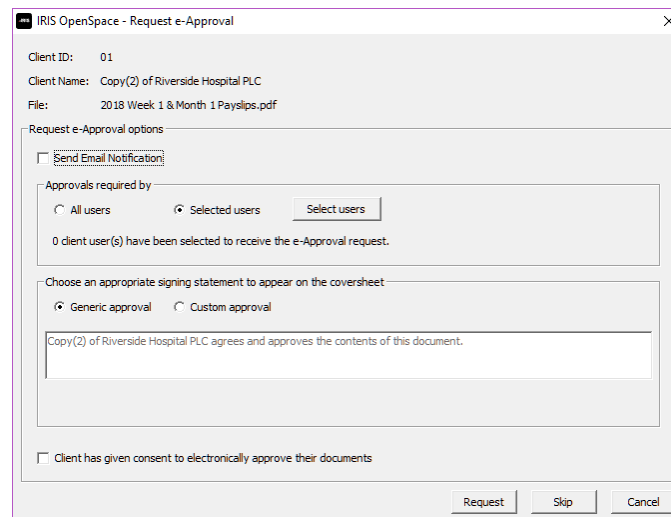 IRIS OpenSpace - Request e-Approval
Client ID: 01
Client Name: Copy(2) of Riverside Hospital PLC
File: 2018 Week 1 & Month 1 Payslips.pdf
Request e-Approval options
Send Email Notification
Approvals required by
All users Selected users Select users
0 client user(s) have been selected to receive the e-Approval request.
Choose an appropriate signing statement to appear on the coversheet
Generic approval Custom approval
Copy(2) of Riverside Hospital PLC agrees and approves the contents of this document.
Client has given consent to electronically approve their documents
Request Skip Cancel